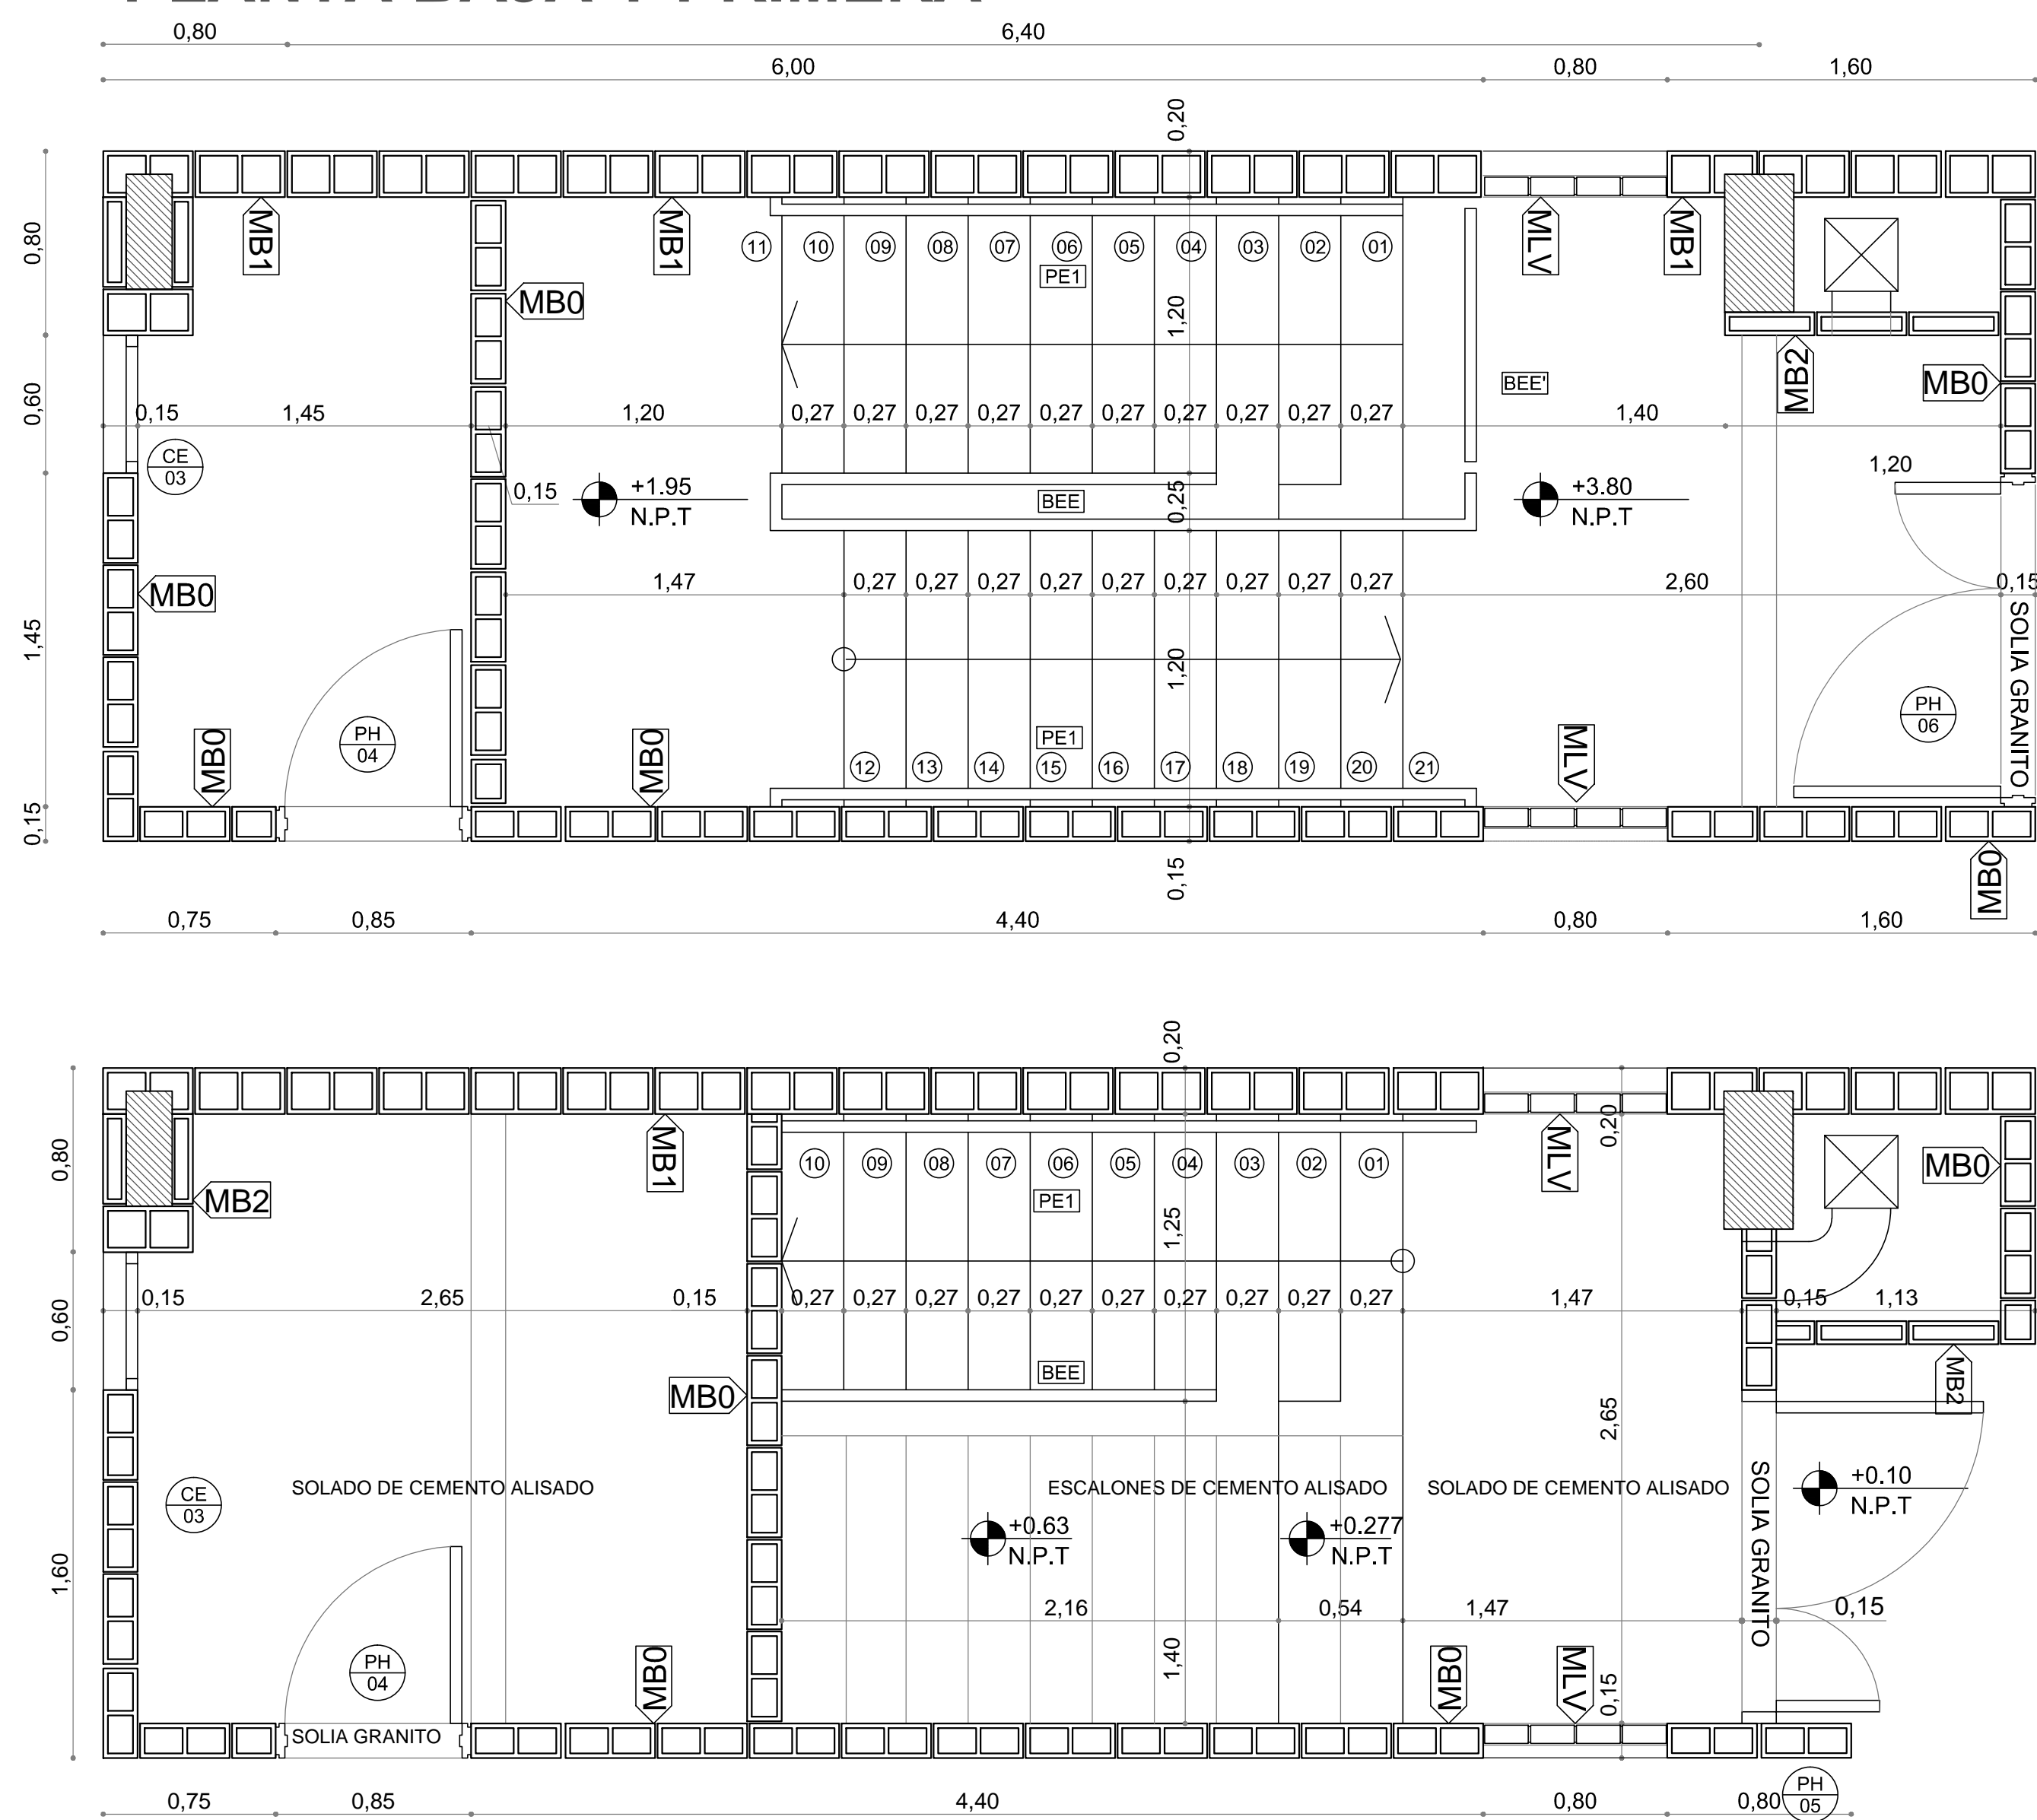 PLANTA BAJA Y PRIMERA
0,80 6,40
6,00 0,80 1,60
0,20
0,80
MB1 MB1 MLV MB1
11 10 09 08 07 06 05 04 03 02 01
PE1
MB0
1,20
MB2
BEE'
MB0
0,60
0,15 1,45 1,20 0,27 0,27 0,27 0,27 0,27 0,27 0,27 0,27 0,27 0,27 1,40
CE
03
1,20
0,15
+1.95
N.P.T
BEE
0,25
+3.80
N.P.T
1,47 0,27 0,27 0,27 0,27 0,27 0,27 0,27 0,27 0,27 2,60 0,15
MB0
1,45
SOLIA GRANITO
1,20
PH
04
PH
06
MB0 MB0
PE1
MLV
12 13 14 15 16 17 18 19 20 21
0,15
0,15
MB0
0,75 0,85 4,40 0,80 1,60
0,20
0,20
0,80
MB1
10 09 08 07 06 05 04 03 02 01
MLV
MB0
MB2
PE1
1,25
0,60
0,15 2,65 0,15 0,27 0,27 0,27 0,27 0,27 0,27 0,27 0,27 0,27 0,27 1,47 0,15 1,13
BEE
MB0
MB2
2,65
CE
03
SOLADO DE CEMENTO ALISADO
ESCALONES DE CEMENTO ALISADO
SOLADO DE CEMENTO ALISADO
SOLIA GRANITO
+0.10
N.P.T
+0.63
N.P.T
+0.277
N.P.T
1,60
2,16 0,54 1,47 0,15
1,40
PH
04
MB0 MB0 MLV
0,15
SOLIA GRANITO
PH
05
0,75 0,85 4,40 0,80 0,80